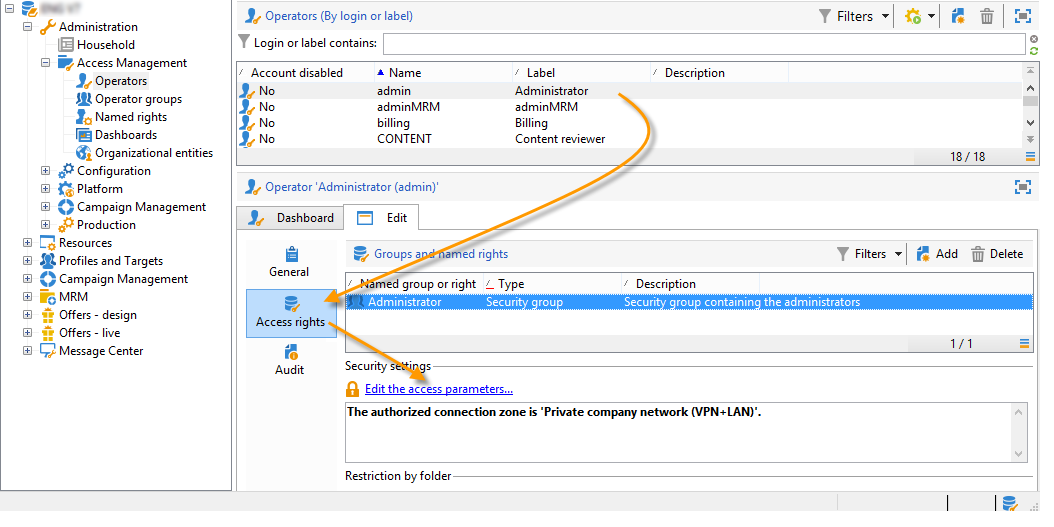 Administration
Household
Access Management
Operators
Operator groups
Named rights
Dashboards
Organizational entities
Configuration
Platform
Campaign Management
Production
Resources
Profiles and Targets
Campaign Management
MRM
Offers - design
Offers - live
Message Center
Operators (By login or label)
Filters
Login or label contains:
Account disabled Name Label Description
No admin Administrator
No adminMRM adminMRM
No billing Billing
No CONTENT Content reviewer
18 / 18
Operator 'Administrator (admin)'
Dashboard Edit
General
Access rights
Audit
Groups and named rights Filters Add Delete
Named group or right Type Description
Administrator Security group Security group containing the administrators
1 / 1
Security settings
Edit the access parameters...
The authorized connection zone is 'Private company network (VPN+LAN)'.
Restriction by folder